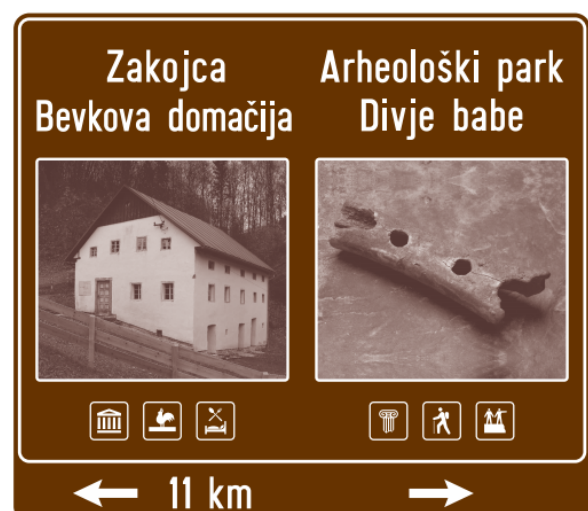 Zakojca
Bevkova domačija
Arheološki park
Divje babe
11 km